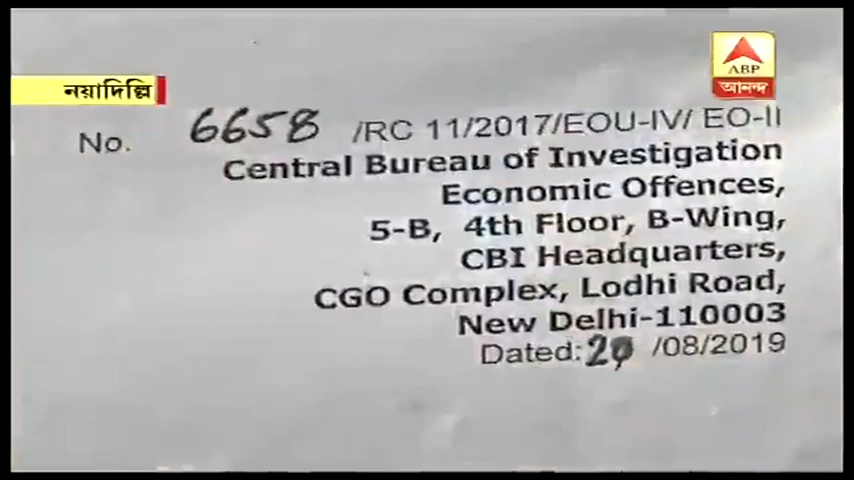 ABP
আনন্দ
নয়াদিল্লি
No. 6658 /RC 11/2017/EOU-IV/ EO-II
Central Bureau of Investigation
Economic Offences,
5-B, 4th Floor, B-Wing,
CBI Headquarters,
CGO Complex, Lodhi Road,
New Delhi-110003
Dated: /08/2019